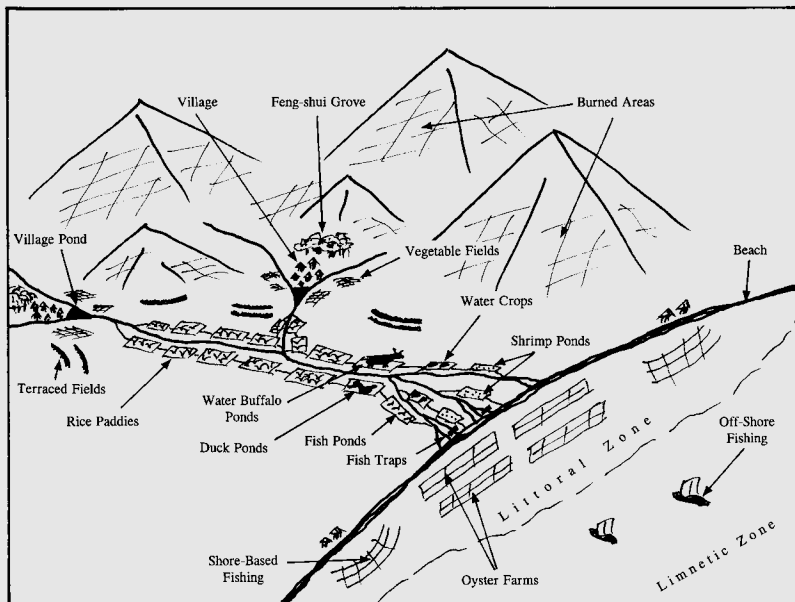 Village
Feng-shui Grove
Burned Areas
Village Pond
Vegetable Fields
Beach
Water Crops
Shrimp Ponds
Terraced Fields
Rice Paddies
Water Buffalo
Ponds
Duck Ponds
Fish Ponds
Fish Traps
Off-Shore
Fishing
Littoral Zone
Limnetic Zone
Shore-Based
Fishing
Oyster Farms